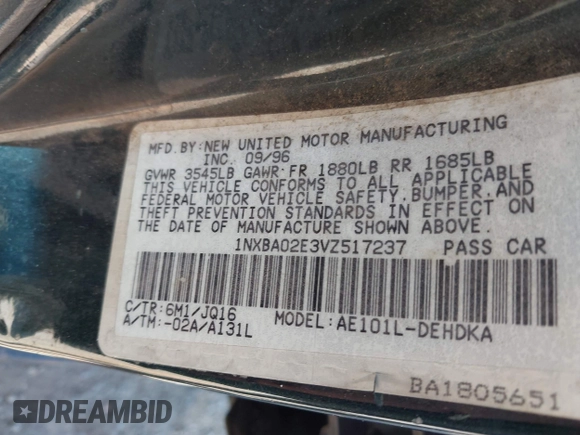 MFD.BY:NEW UNITED MOTOR MANUFACTURING
INC. 09/96
GVWR 3545LB GAWR:FR 1880LB RR 1685LB
THIS VEHICLE CONFORMS TO ALL APPLICABLE
FEDERAL MOTOR VEHICLE SAFETY,BUMPER,AND
THEFT PREVENTION STANDARDS IN EFFECT ON
THE DATE OF MANUFACTURE SHOWN ABOVE.
1NXBA02E3VZ517237 PASS CAR
C/TR:6M1/JQ16
A/TM:-02A/A131L MODEL:AE101L-DEHDKA
BA1805651
DREAMBID